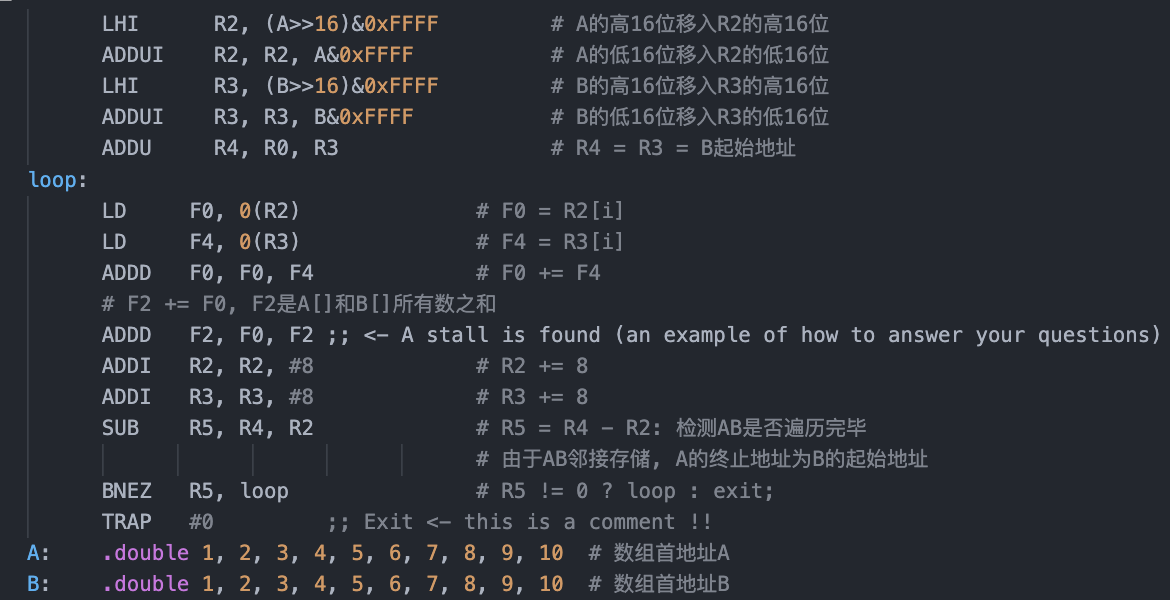 LHI R2, (A>>16)&0xFFFF # A的高16位移入R2的高16位
ADDUI R2, R2, A&0xFFFF # A的低16位移入R2的低16位
LHI R3, (B>>16)&0xFFFF # B的高16位移入R3的高16位
ADDUI R3, R3, B&0xFFFF # B的低16位移入R3的低16位
ADDU R4, R0, R3 # R4 = R3 = B起始地址
loop:
LD F0, 0(R2) # F0 = R2[i]
LD F4, 0(R3) # F4 = R3[i]
ADDD F0, F0, F4 # F0 += F4
# F2 += F0, F2是A[]和B[]所有数之和
ADDD F2, F0, F2 ;; <- A stall is found (an example of how to answer your questions)
ADDI R2, R2, #8 # R2 += 8
ADDI R3, R3, #8 # R3 += 8
SUB R5, R4, R2 # R5 = R4 - R2: 检测AB是否遍历完毕
# 由于AB邻接存储, A的终止地址为B的起始地址
BNEZ R5, loop # R5 != 0 ? loop : exit;
TRAP #0 ;; Exit <- this is a comment !!
A: .double 1, 2, 3, 4, 5, 6, 7, 8, 9, 10 # 数组首地址A
B: .double 1, 2, 3, 4, 5, 6, 7, 8, 9, 10 # 数组首地址B